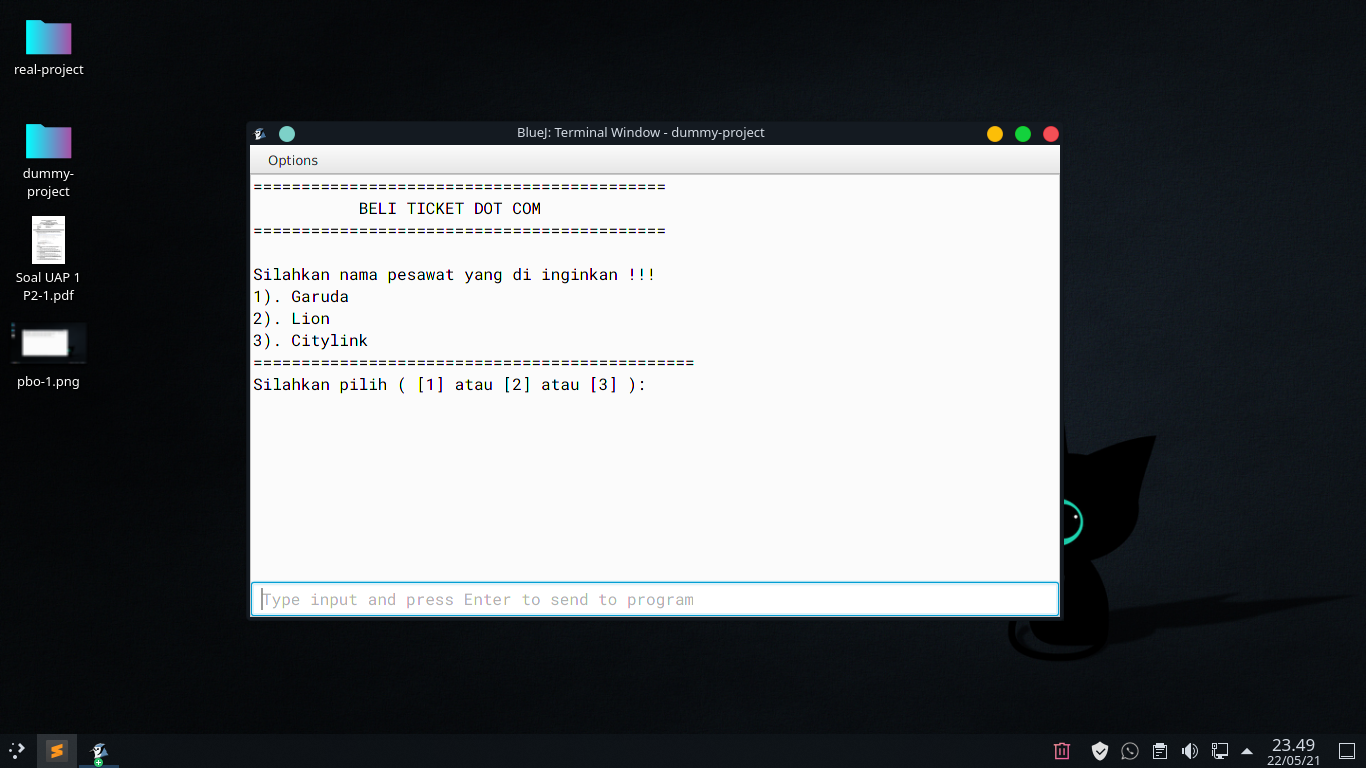 real-project
dummy-
project
Soal UAP 1
P2-1.pdf
pbo-1.png
BlueJ: Terminal Window - dummy-project
Options
===========================================
BELI TICKET DOT COM
===========================================
Silahkan nama pesawat yang di inginkan !!!
1). Garuda
2). Lion
3). Citylink
==============================================
Silahkan pilih ( [1] atau [2] atau [3] ):
Type input and press Enter to send to program
23.49
22/05/21